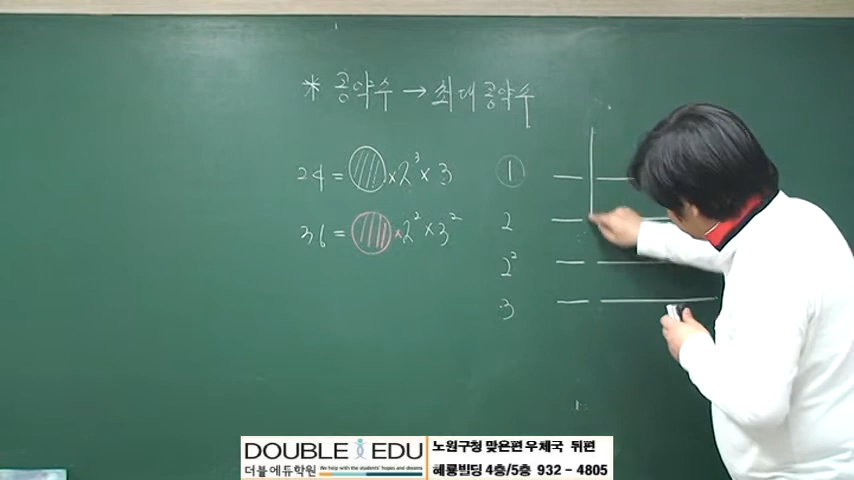 * 공약수 → 최대공약수
24 = ×2³×3
36 = ×2²×3²
1
2
2²
3
DOUBLE EDU
더블에듀학원 We help with the students' hopes and dreams
노원구청 맞은편 우체국 뒤편
혜룡빌딩 4층/5층 932 - 4805